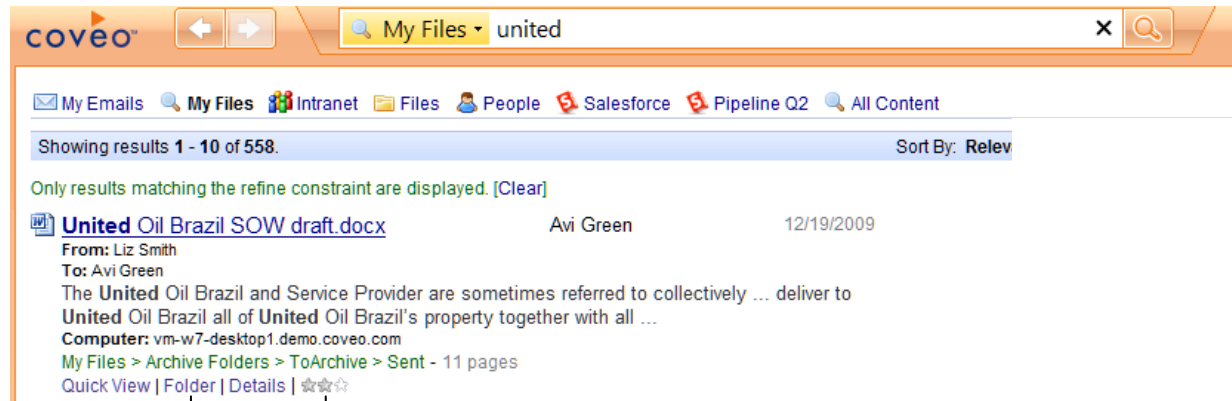 coveo™
My Files united
My Emails My Files Intranet Files People Salesforce Pipeline Q2 All Content
Showing results 1 - 10 of 558. Sort By:
Only results matching the refine constraint are displayed. [Clear]
United Oil Brazil SOW draft.docx Avi Green 12/19/2009
From: Liz Smith
To: Avi Green
The United Oil Brazil and Service Provider are sometimes referred to collectively ... deliver to
United Oil Brazil all of United Oil Brazil's property together with all ...
Computer: vm-w7-desktop1.demo.coveo.com
My Files > Archive Folders > ToArchive > Sent - 11 pages
Quick View | Folder | Details |